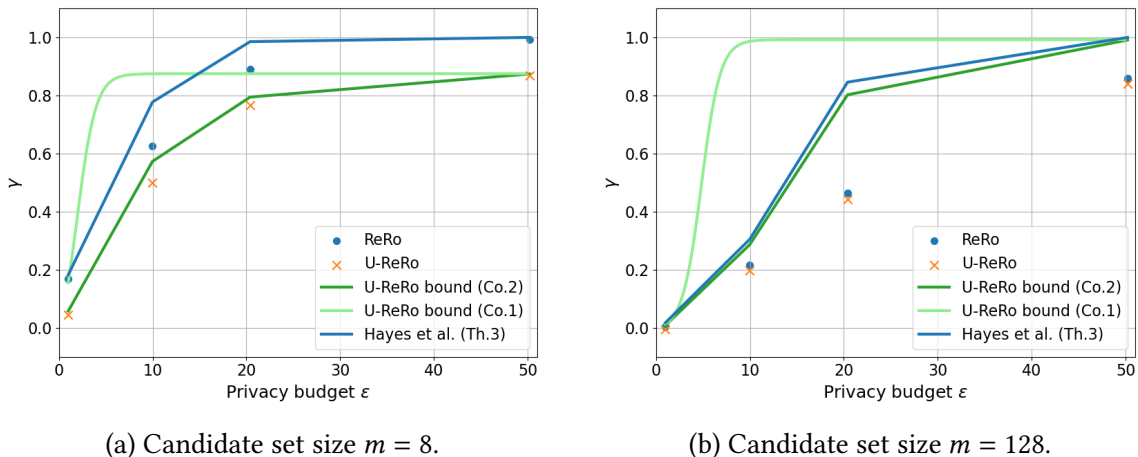 1.0
0.8
0.6
0.4
0.2
0.0
γ
0 10 20 30 40 50
Privacy budget ε
ReRo
U-ReRo
U-ReRo bound (Co.2)
U-ReRo bound (Co.1)
Hayes et al. (Th.3)
(a) Candidate set size m = 8.
1.0
0.8
0.6
0.4
0.2
0.0
γ
0 10 20 30 40 50
Privacy budget ε
ReRo
U-ReRo
U-ReRo bound (Co.2)
U-ReRo bound (Co.1)
Hayes et al. (Th.3)
(b) Candidate set size m = 128.